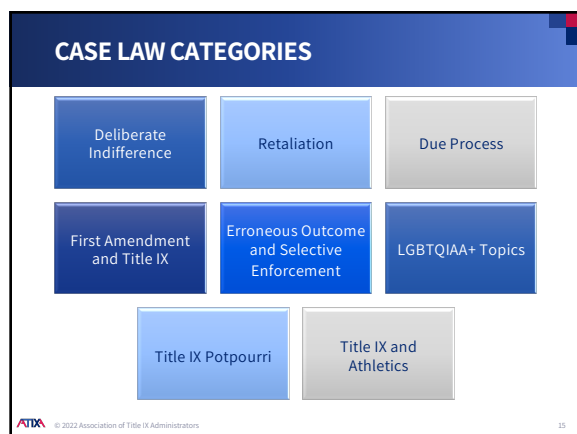 CASE LAW CATEGORIES
Deliberate
Indifference
Retaliation
Due Process
First Amendment
and Title IX
Erroneous Outcome
and Selective
Enforcement
LGBTQIAA+ Topics
Title IX Potpourri
Title IX and
Athletics
ATIXA © 2022 Association of Title IX Administrators
15